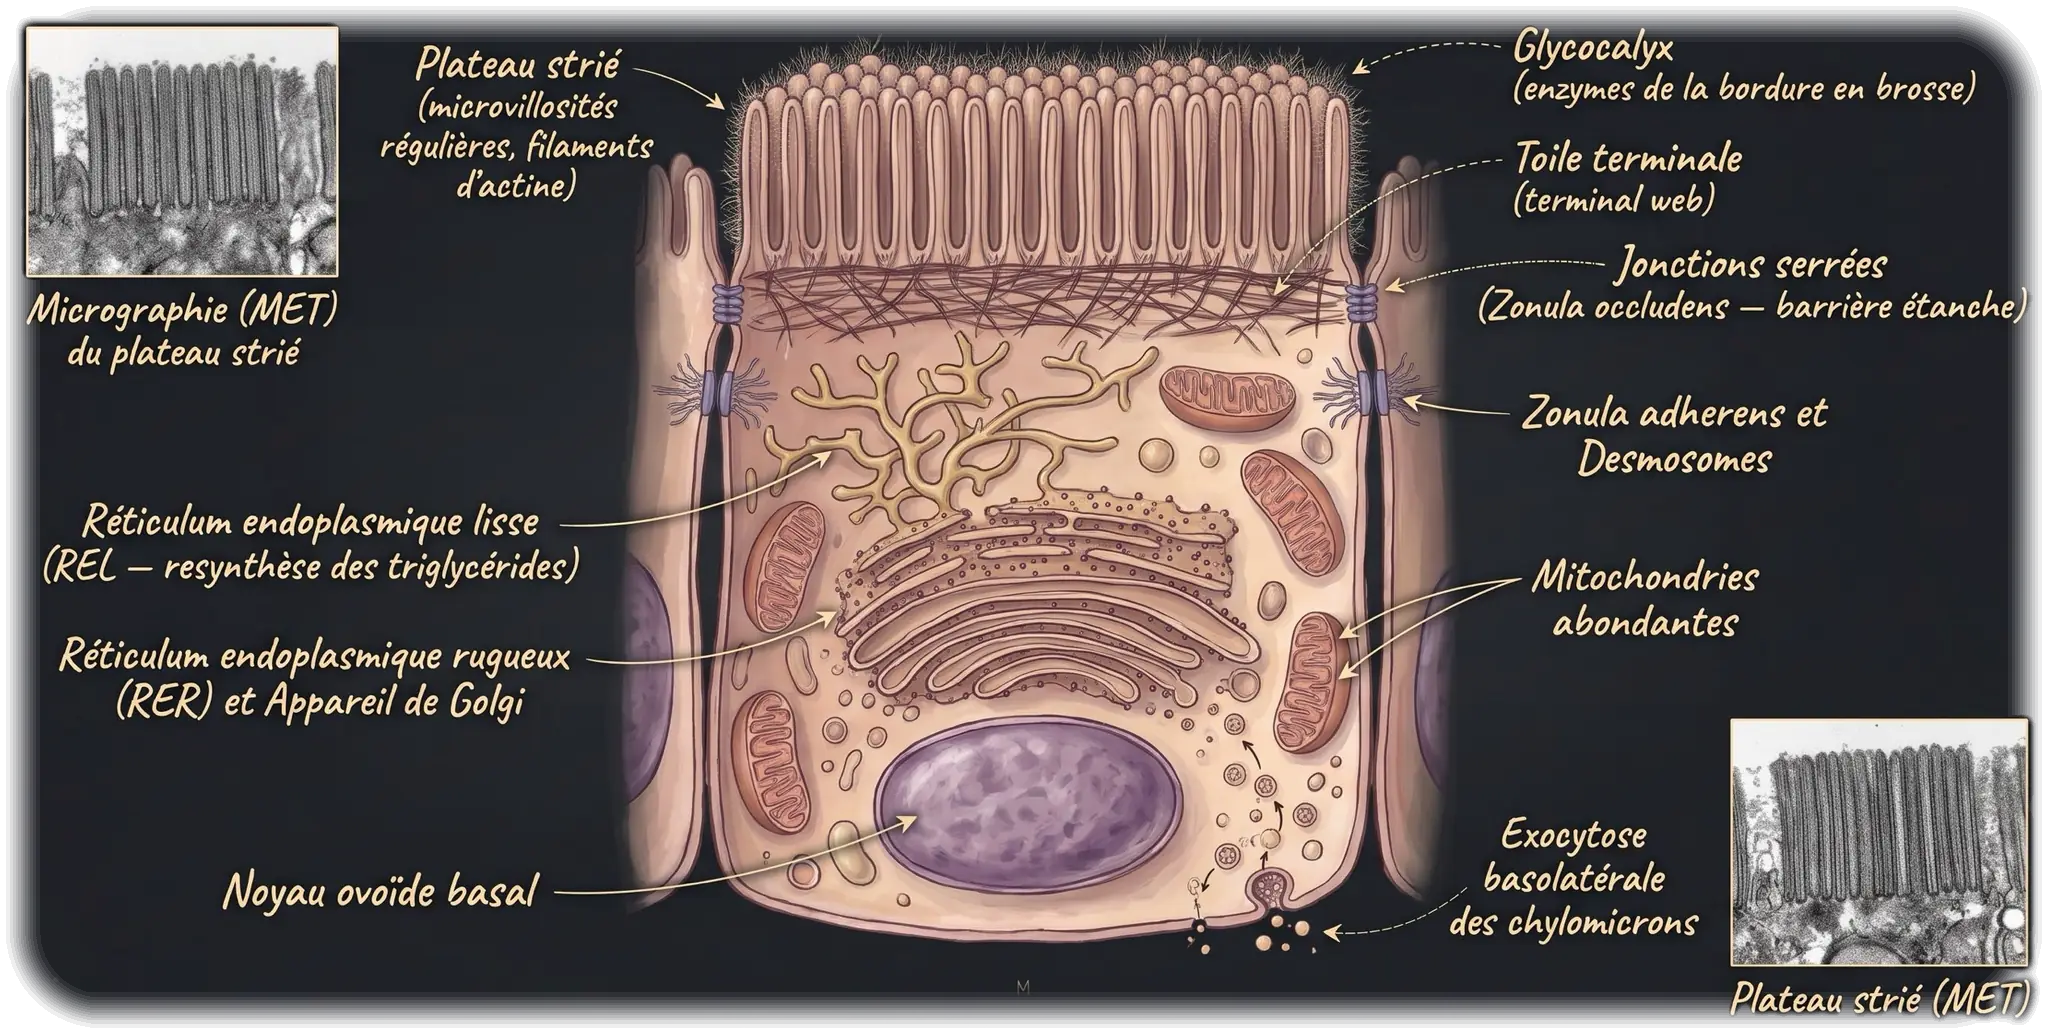 Plateau strié
(microvillosités
régulières, filaments
d'actine)
Glycocalyx
(enzymes de la bordure en brosse)
Toile terminale
(terminal web)
Jonctions serrées
(Zonula occludens — barrière étanche)
Micrographie (MET)
du plateau strié
Zonula adherens et
Desmosomes
Réticulum endoplasmique lisse
(REL — resynthèse des triglycérides)
Mitochondries
abondantes
Réticulum endoplasmique rugueux
(RER) et Appareil de Golgi
Noyau ovoïde basal
Exocytose
basolatérale
des chylomicrons
Plateau strié (MET)
M